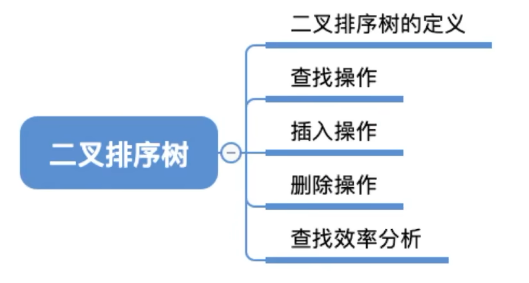 二叉排序树
二叉排序树的定义
查找操作
插入操作
删除操作
查找效率分析